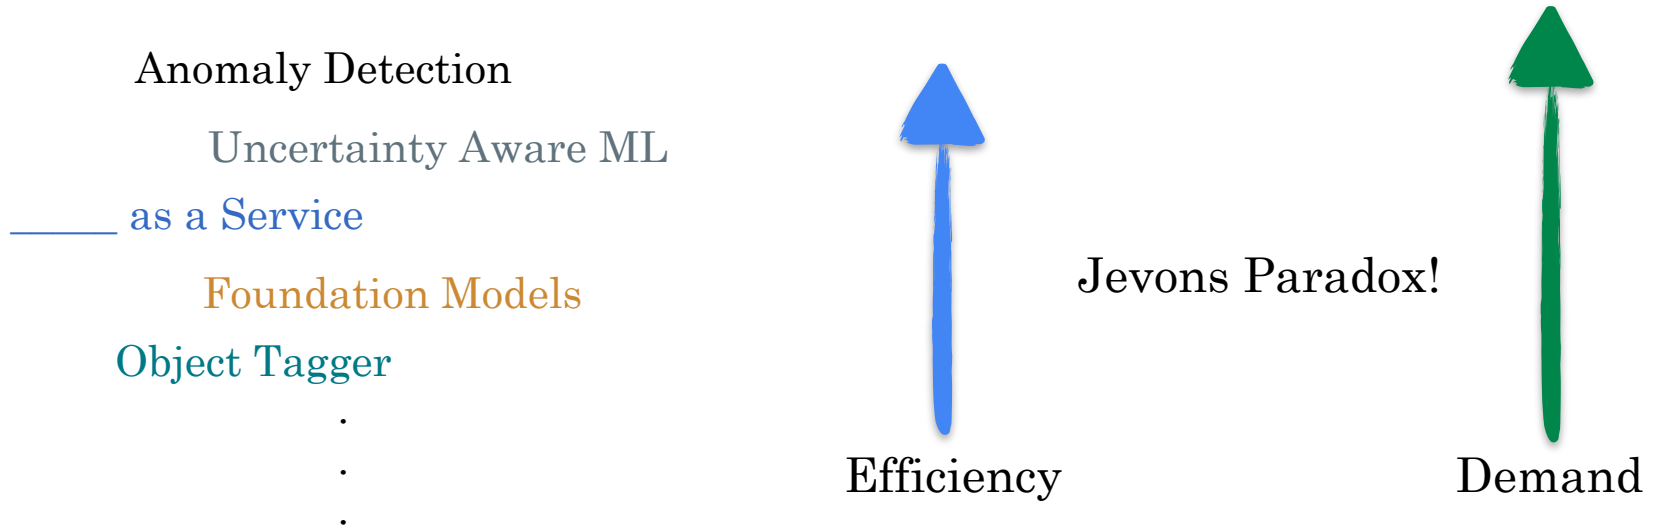 Anomaly Detection
Uncertainty Aware ML
_____ as a Service
Foundation Models
Object Tagger
.
.
.
Jevons Paradox!
Efficiency
Demand